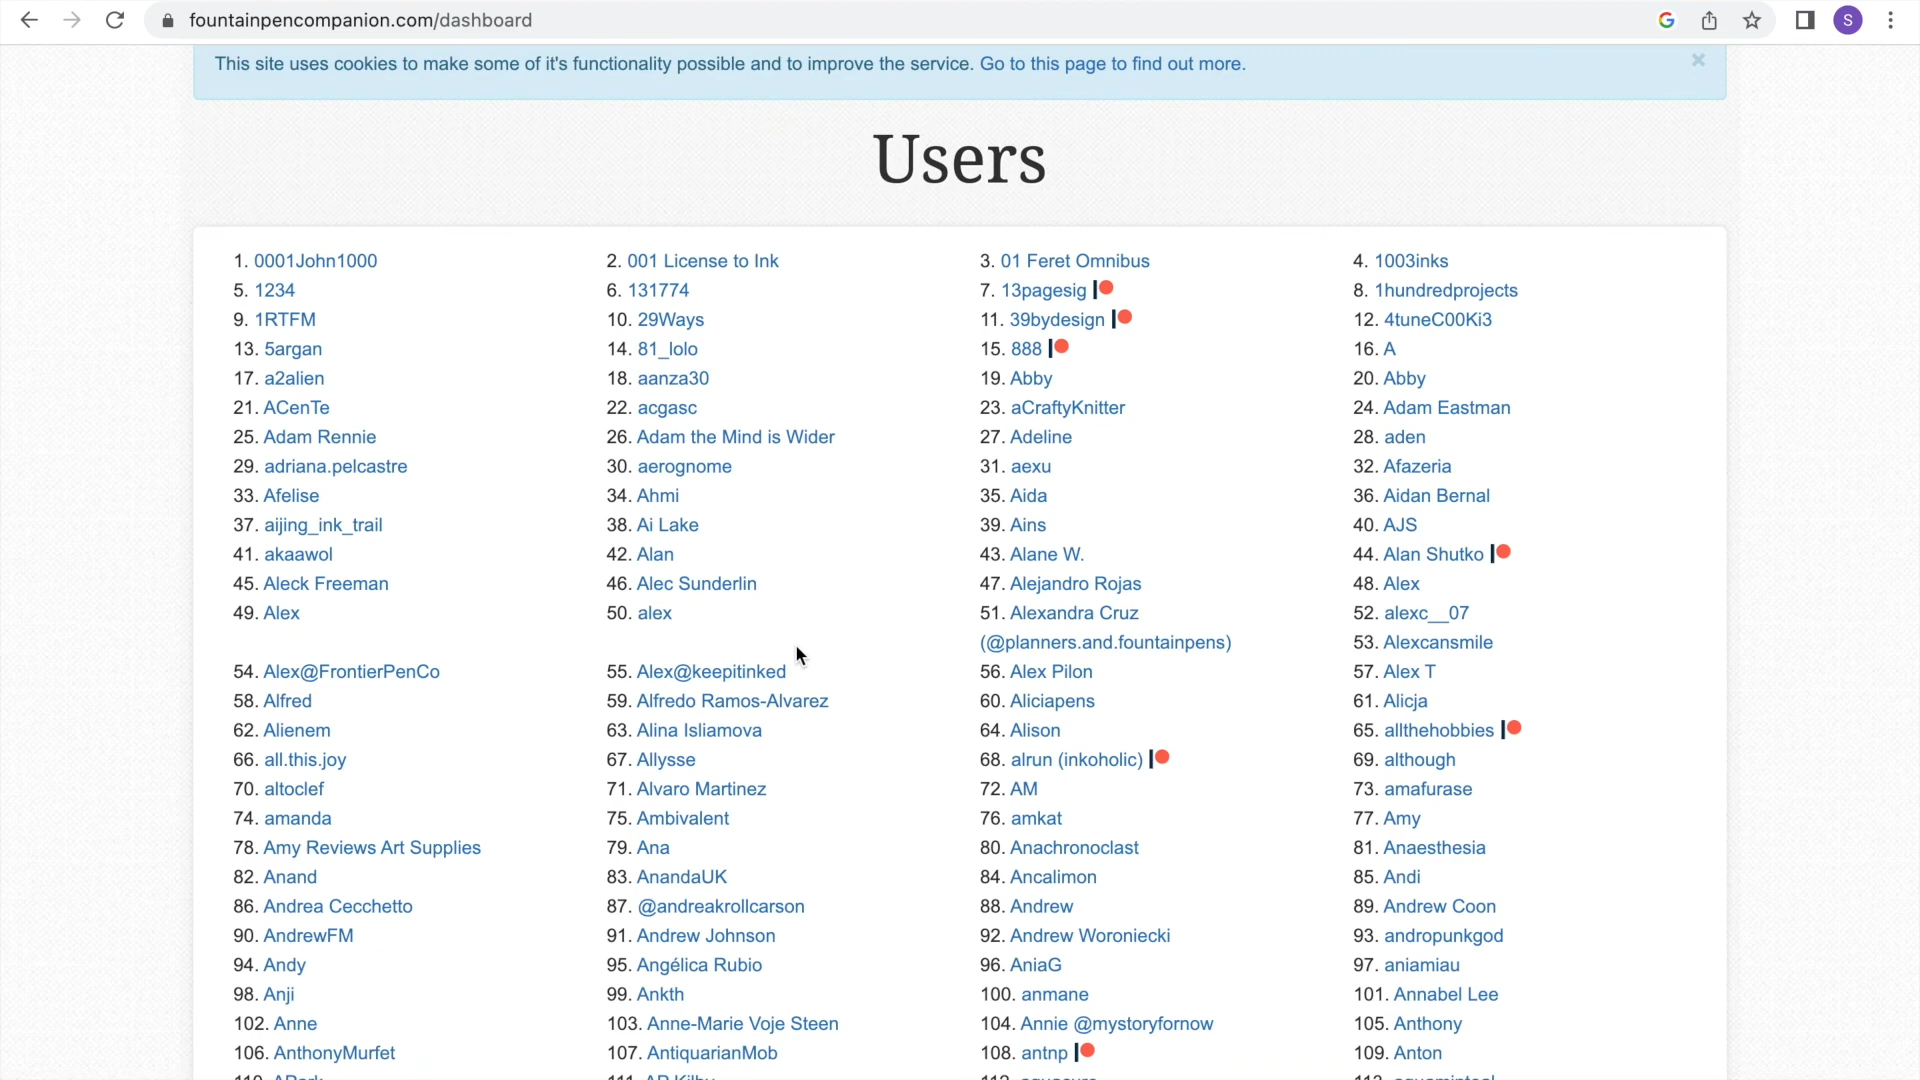 fountainpencompanion.com/dashboard
S
This site uses cookies to make some of it's functionality possible and to improve the service. Go to this page to find out more.
×
Users
1. 0001John1000 2. 001 License to Ink 3. 01 Feret Omnibus 4. 1003inks
5. 1234 6. 131774 7. 13pagesig 8. 1hundredprojects
9. 1RTFM 10. 29Ways 11. 39bydesign 12. 4tuneC00Ki3
13. 5argan 14. 81_lolo 15. 888 16. A
17. a2alien 18. aanza30 19. Abby 20. Abby
21. ACenTe 22. acgasc 23. aCraftyKnitter 24. Adam Eastman
25. Adam Rennie 26. Adam the Mind is Wider 27. Adeline 28. aden
29. adriana.pelcastre 30. aerognome 31. aexu 32. Afazeria
33. Afelise 34. Ahmi 35. Aida 36. Aidan Bernal
37. aijing_ink_trail 38. Ai Lake 39. Ains 40. AJS
41. akaawol 42. Alan 43. Alane W. 44. Alan Shutko
45. Aleck Freeman 46. Alec Sunderlin 47. Alejandro Rojas 48. Alex
49. Alex 50. alex 51. Alexandra Cruz 52. alexc__07
(@planners.and.fountainpens) 53. Alexcansmile
54. Alex@FrontierPenCo 55. Alex@keepitinked 56. Alex Pilon 57. Alex T
58. Alfred 59. Alfredo Ramos-Alvarez 60. Aliciapens 61. Alicja
62. Alienem 63. Alina Isliamova 64. Alison 65. allthehobbies
66. all.this.joy 67. Allysse 68. alrun (inkoholic) 69. although
70. altoclef 71. Alvaro Martinez 72. AM 73. amafurase
74. amanda 75. Ambivalent 76. amkat 77. Amy
78. Amy Reviews Art Supplies 79. Ana 80. Anachronoclast 81. Anaesthesia
82. Anand 83. AnandaUK 84. Ancalimon 85. Andi
86. Andrea Cecchetto 87. @andreakrollcarson 88. Andrew 89. Andrew Coon
90. AndrewFM 91. Andrew Johnson 92. Andrew Woroniecki 93. andropunkgod
94. Andy 95. Angélica Rubio 96. AniaG 97. aniamiau
98. Anji 99. Ankth 100. anmane 101. Annabel Lee
102. Anne 103. Anne-Marie Voje Steen 104. Annie @mystoryfornow 105. Anthony
106. AnthonyMurfet 107. AntiquarianMob 108. antnp 109. Anton